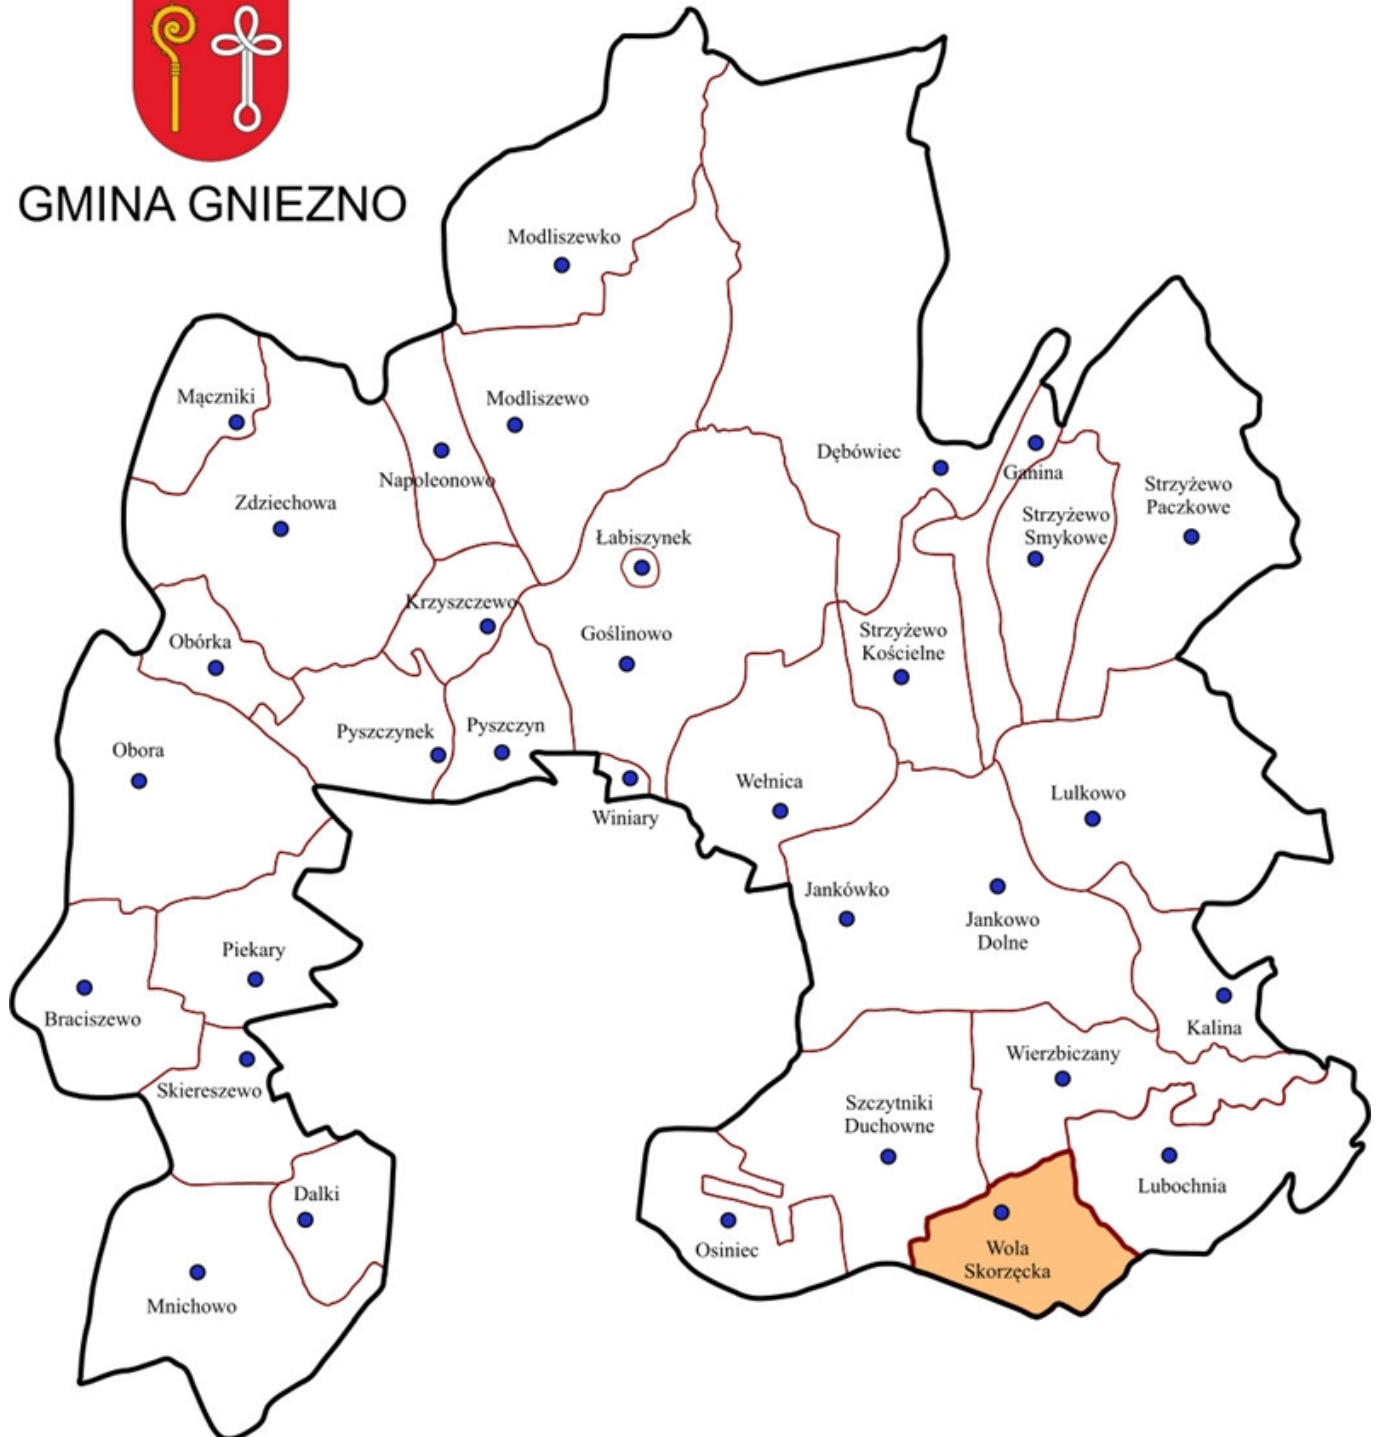 GMINA GNIEZNO
Modliszewko
Mączniki
Modliszewo
Dębówiec
Napoleonowo
Ganina
Zdziechowa
Strzyżewo
Paczkowe
Strzyżewo
Smykowe
Łabiszynek
Krzyszczewo
Obórka
Goślinowo
Strzyżewo
Kościelne
Pyszczynek
Pyszczyn
Obora
Wełnica
Lulkowo
Winiary
Jankówko
Jankowo
Dolne
Piekary
Braciszewo
Kalina
Wierzbiczany
Skiereszewo
Szczytniki
Duchowne
Dalki
Lubochnia
Osiniec
Wola
Skorzęcka
Mnichowo